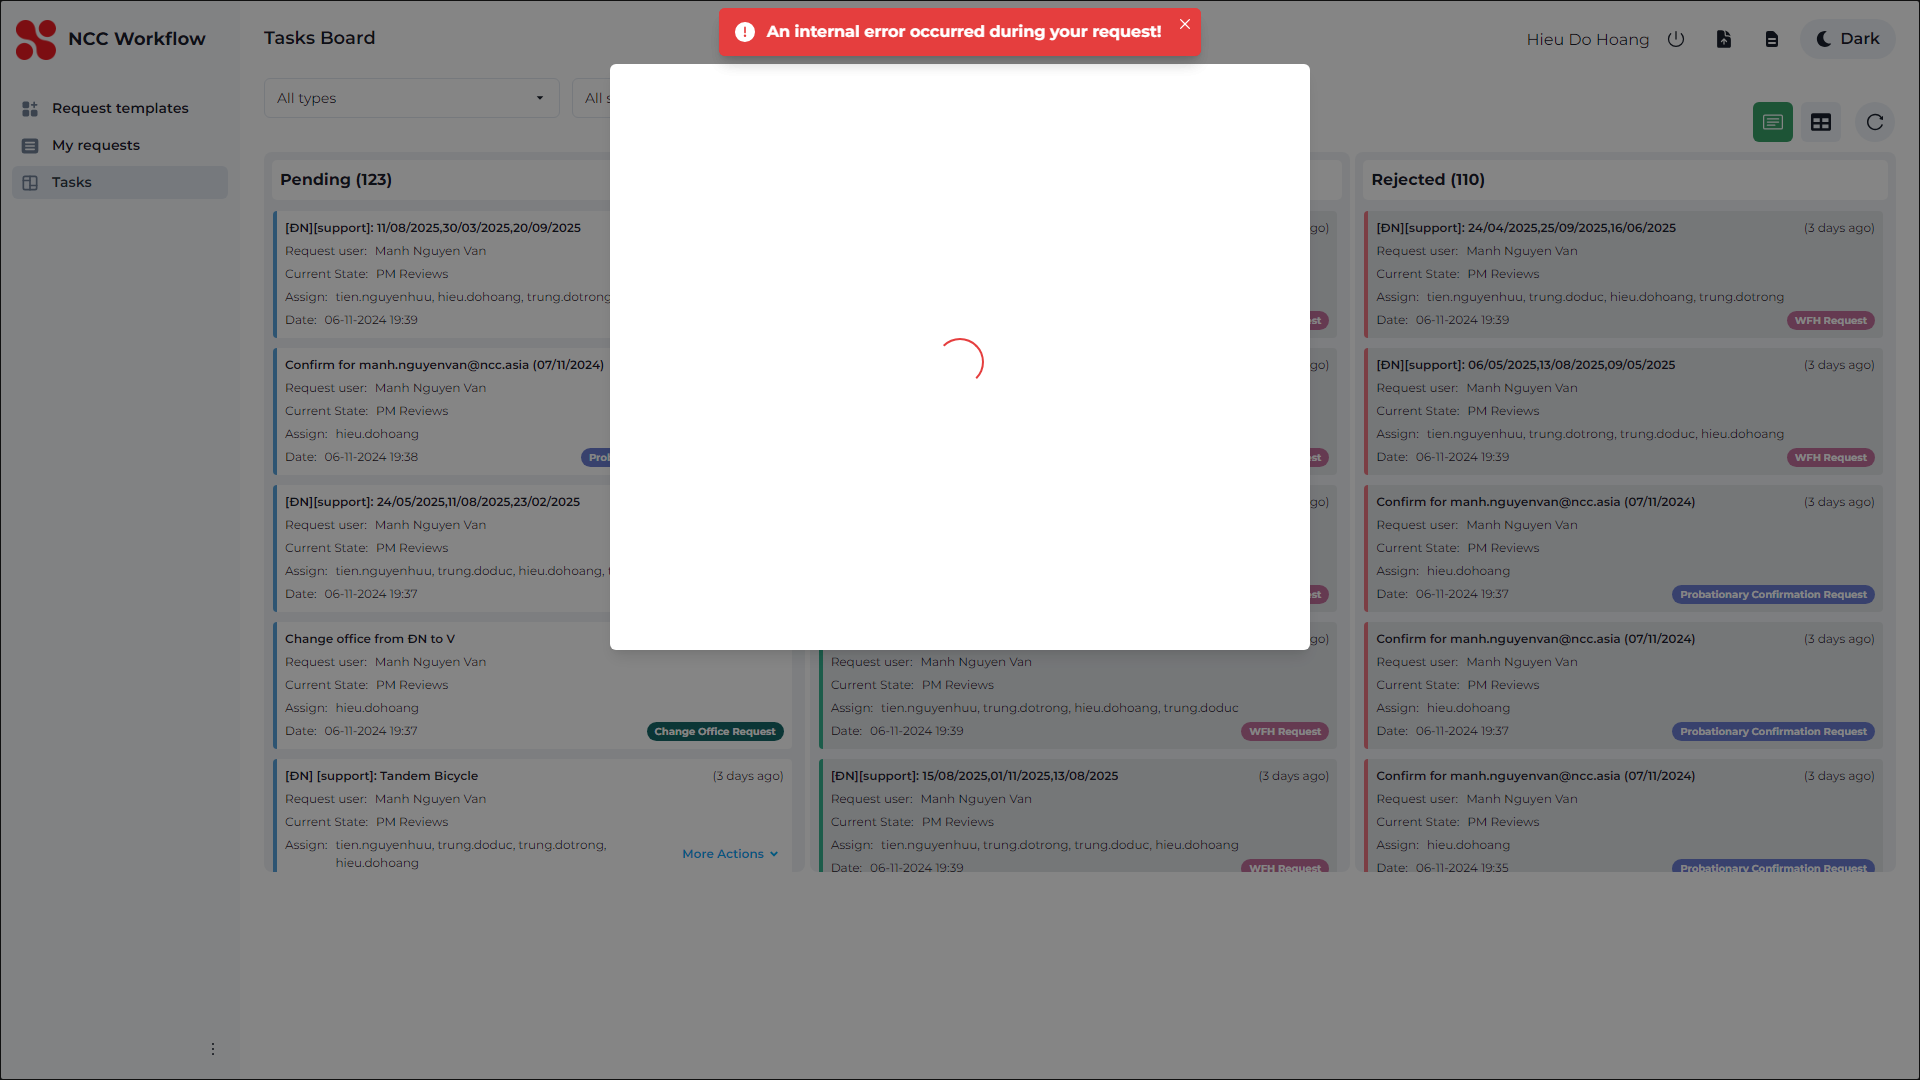 An internal error occurred during your request!
NCC Workflow
Tasks Board
Hieu Do Hoang
Dark
Request templates
My requests
Tasks
All types
All
Pending (123)
[ĐN][support]: 11/08/2025,30/03/2025,20/09/2025
Request user: Manh Nguyen Van
Current State: PM Reviews
Assign: tien.nguyenhuu, hieu.dohoang, trung.dotrong
Date: 06-11-2024 19:39
Confirm for manh.nguyenvan@ncc.asia (07/11/2024)
Request user: Manh Nguyen Van
Current State: PM Reviews
Assign: hieu.dohoang
Date: 06-11-2024 19:38
[ĐN][support]: 24/05/2025,11/08/2025,23/02/2025
Request user: Manh Nguyen Van
Current State: PM Reviews
Assign: tien.nguyenhuu, trung.doduc, hieu.dohoang,
Date: 06-11-2024 19:37
Change office from ĐN to V
Request user: Manh Nguyen Van
Current State: PM Reviews
Assign: hieu.dohoang
Date: 06-11-2024 19:37 Change Office Request
[ĐN] [support]: Tandem Bicycle (3 days ago)
Request user: Manh Nguyen Van
Current State: PM Reviews
Assign: tien.nguyenhuu, trung.doduc, trung.dotrong,
hieu.dohoang
More Actions
Request user: Manh Nguyen Van
Current State: PM Reviews
Assign: tien.nguyenhuu, trung.dotrong, hieu.dohoang, trung.doduc
Date: 06-11-2024 19:39 WFH Request
[ĐN][support]: 15/08/2025,01/11/2025,13/08/2025 (3 days ago)
Request user: Manh Nguyen Van
Current State: PM Reviews
Assign: tien.nguyenhuu, trung.dotrong, trung.doduc, hieu.dohoang
Date: 06-11-2024 19:39 WFH Request
Rejected (110)
[ĐN][support]: 24/04/2025,25/09/2025,16/06/2025 (3 days ago)
Request user: Manh Nguyen Van
Current State: PM Reviews
Assign: tien.nguyenhuu, trung.doduc, hieu.dohoang, trung.dotrong
Date: 06-11-2024 19:39 WFH Request
[ĐN][support]: 06/05/2025,13/08/2025,09/05/2025 (3 days ago)
Request user: Manh Nguyen Van
Current State: PM Reviews
Assign: tien.nguyenhuu, trung.dotrong, trung.doduc, hieu.dohoang
Date: 06-11-2024 19:39 WFH Request
Confirm for manh.nguyenvan@ncc.asia (07/11/2024) (3 days ago)
Request user: Manh Nguyen Van
Current State: PM Reviews
Assign: hieu.dohoang
Date: 06-11-2024 19:37 Probationary Confirmation Request
Confirm for manh.nguyenvan@ncc.asia (07/11/2024) (3 days ago)
Request user: Manh Nguyen Van
Current State: PM Reviews
Assign: hieu.dohoang
Date: 06-11-2024 19:37 Probationary Confirmation Request
Confirm for manh.nguyenvan@ncc.asia (07/11/2024) (3 days ago)
Request user: Manh Nguyen Van
Current State: PM Reviews
Assign: hieu.dohoang
Date: 06-11-2024 19:35 Probationary Confirmation Request